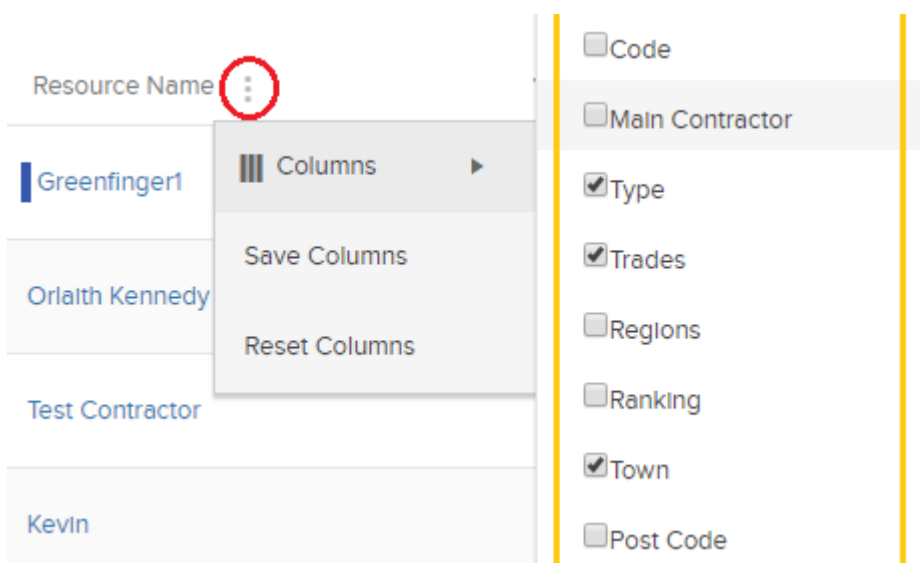 Resource Name
Greenfinger1
Orlaith Kennedy
Test Contractor
Kevin
Columns
Save Columns
Reset Columns
Code
Main Contractor
Type
Trades
Regions
Ranking
Town
Post Code